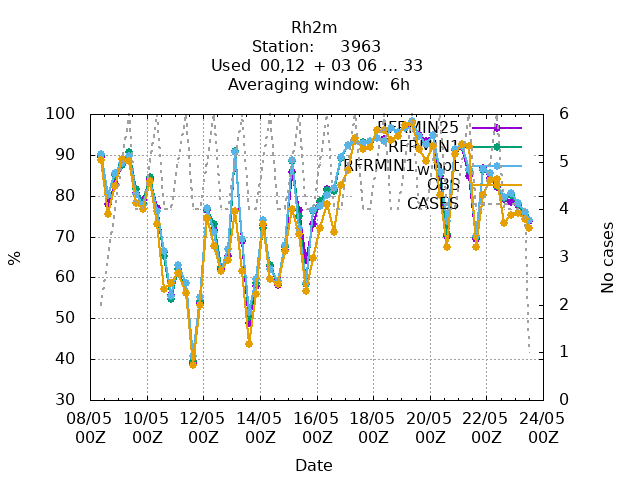 Rh2m
Station: 3963
Used 00,12 + 03 06 ... 33
Averaging window: 6h
100
90
80
70
60
50
40
30
%
6
5
4
3
2
1
0
No cases
RFRMIN25
RFRMIN1
RFRMIN1_w_opt
OBS
CASES
08/05 10/05 12/05 14/05 16/05 18/05 20/05 22/05 24/05
00Z 00Z 00Z 00Z 00Z 00Z 00Z 00Z 00Z
Date